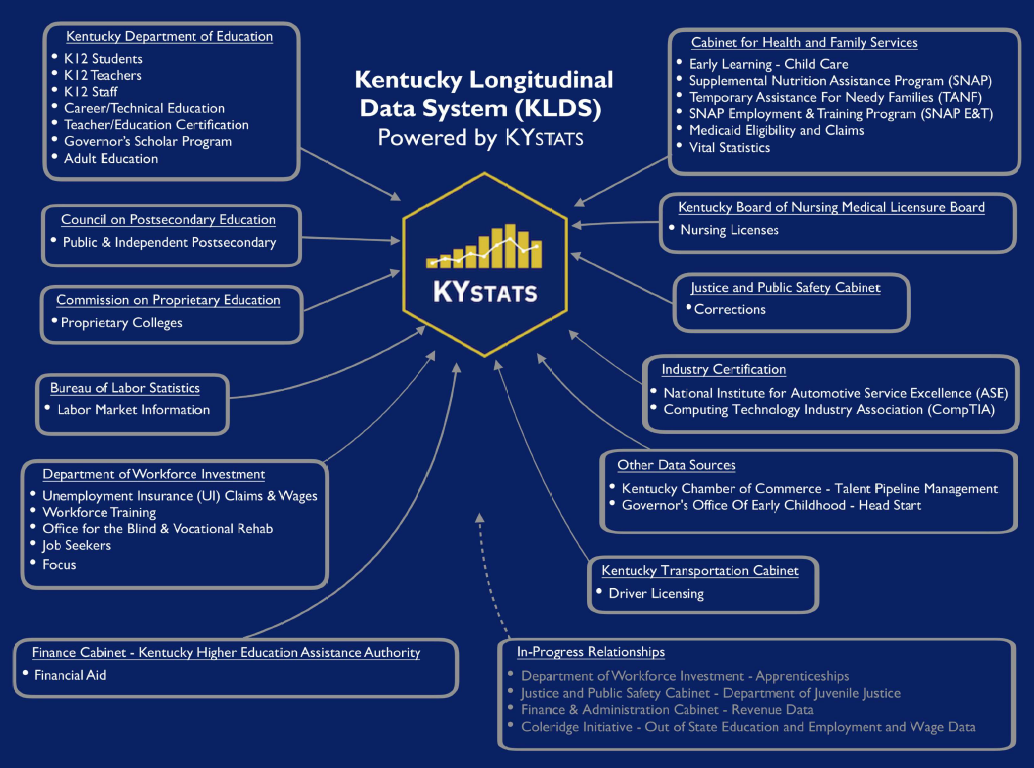 Kentucky Longitudinal
Data System (KLDS)
Powered by KYSTATS
KYSTATS
Kentucky Department of Education
• K12 Students
• K12 Teachers
• K12 Staff
• Career/Technical Education
• Teacher/Education Certification
• Governor's Scholar Program
• Adult Education
Council on Postsecondary Education
• Public & Independent Postsecondary
Commission on Proprietary Education
• Proprietary Colleges
Bureau of Labor Statistics
• Labor Market Information
Department of Workforce Investment
• Unemployment Insurance (UI) Claims & Wages
• Workforce Training
• Office for the Blind & Vocational Rehab
• Job Seekers
• Focus
Finance Cabinet - Kentucky Higher Education Assistance Authority
• Financial Aid
Cabinet for Health and Family Services
• Early Learning - Child Care
• Supplemental Nutrition Assistance Program (SNAP)
• Temporary Assistance For Needy Families (TANF)
• SNAP Employment & Training Program (SNAP E&T)
• Medicaid Eligibility and Claims
• Vital Statistics
Kentucky Board of Nursing Medical Licensure Board
• Nursing Licenses
Justice and Public Safety Cabinet
• Corrections
Industry Certification
• National Institute for Automotive Service Excellence (ASE)
• Computing Technology Industry Association (CompTIA)
Other Data Sources
• Kentucky Chamber of Commerce - Talent Pipeline Management
• Governor's Office Of Early Childhood - Head Start
Kentucky Transportation Cabinet
• Driver Licensing
In-Progress Relationships
• Department of Workforce Investment - Apprenticeships
• Justice and Public Safety Cabinet - Department of Juvenile Justice
• Finance & Administration Cabinet - Revenue Data
• Coleridge Initiative - Out of State Education and Employment and Wage Data